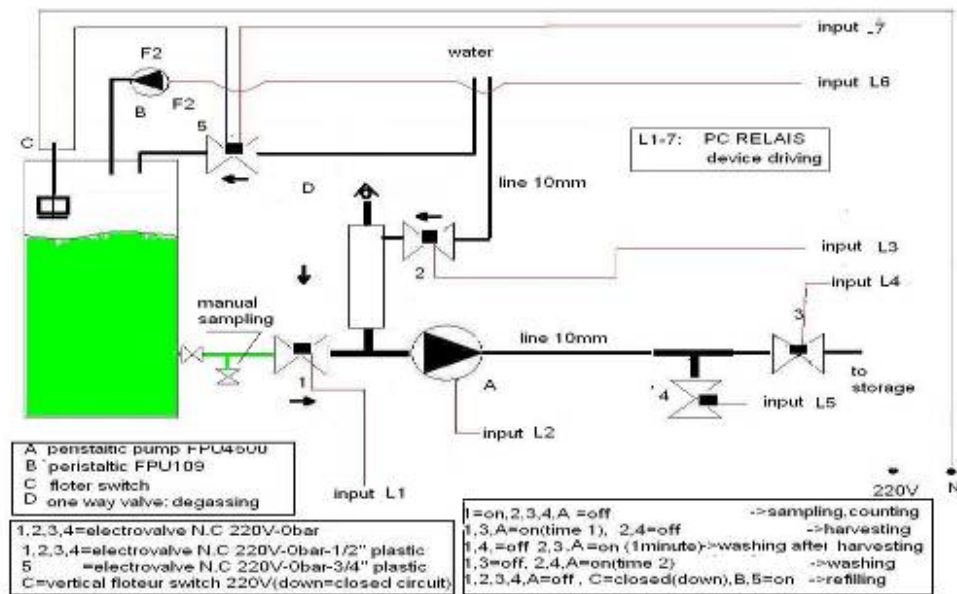 input _7
water
F2
input L6
B
F2
5
C
L1-7: PC RELAIS
device driving
D
line 10mm
2
input L3
input L4
manual
sampling
3
line 10mm
1
A
4
to
storage
input L5
input L2
input L1
220V
N
A peristaltic pump FPU4500
B peristaltic FPU109
C floter switch
D one way valve: degassing
1,2,3,4=electrovalve N.C 220V-0bar
1,2,3,4=electrovalve N.C 220V-0bar-1/2" plastic
5 =electrovalve N.C 220V-0bar-3/4" plastic
C=vertical floteur switch 220V(down=closed circuit)
1=on,2,3,4,A =off ->sampling,counting
1,3,A=on(time 1), 2,4=off ->harvesting
1,4,=off 2,3,A=on (1minute)->washing after harvesting
1,3=off, 2,4,A=on(time 2) ->washing
1,2,3,4,A=off , C=closed(down),B,5=on ->refilling